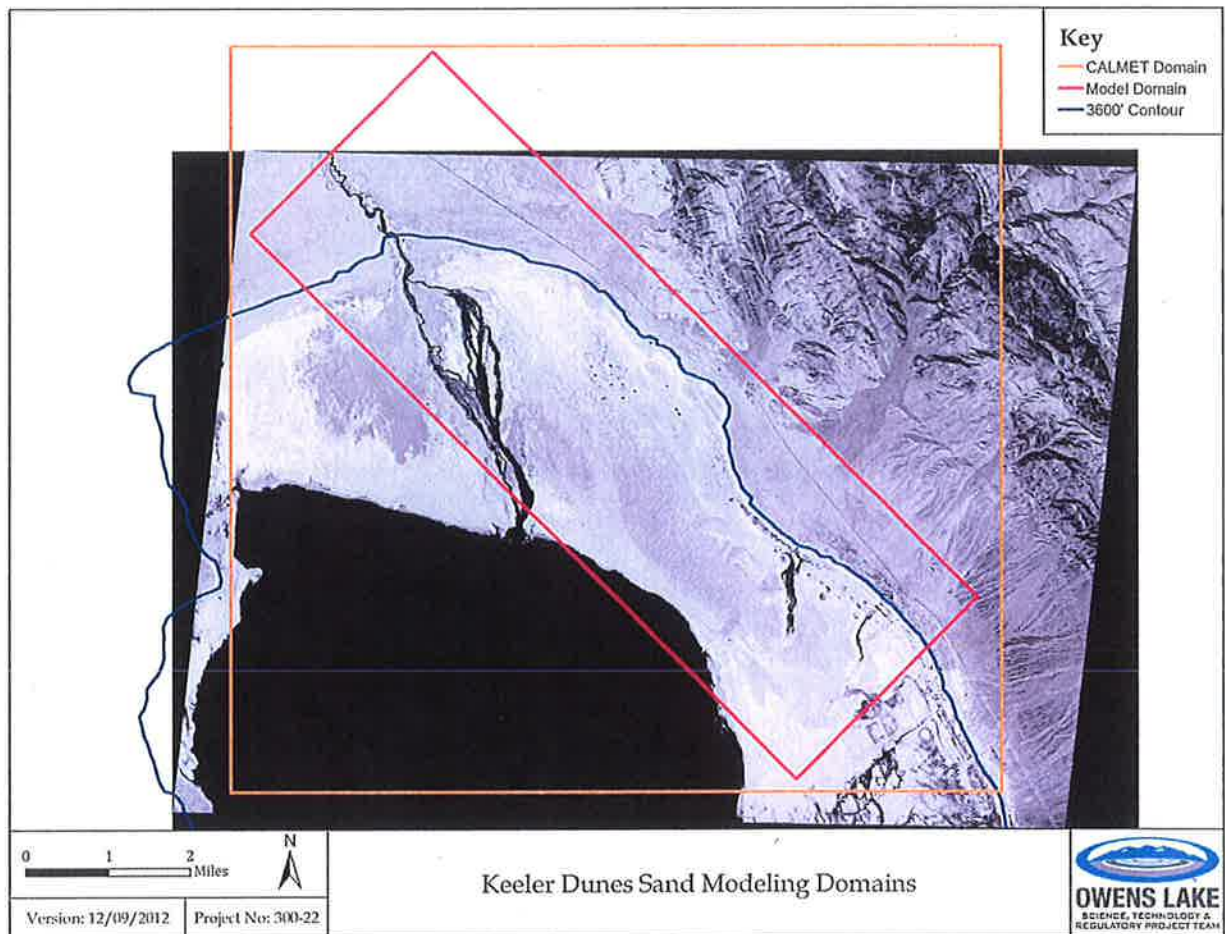 Key
CALMET Domain
Model Domain
3600' Contour
0 1 2
Miles
N
Version: 12/09/2012
Project No: 300-22
Keeler Dunes Sand Modeling Domains
OWENS LAKE
SCIENCE, TECHNOLOGY &
REGULATORY PROJECT TEAM